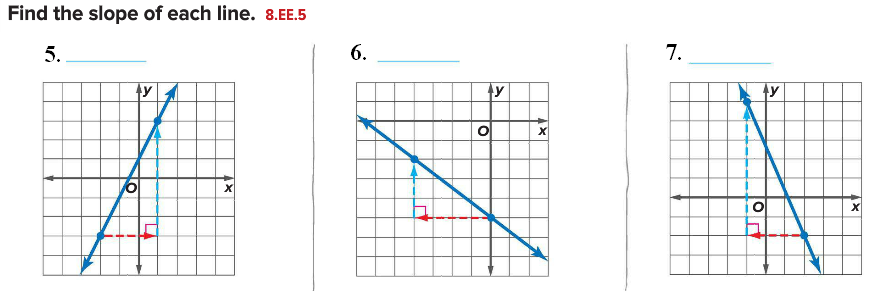 Find the slope of each line. 8.EE.5
5. 6. 7.
y y y
O x O x O x